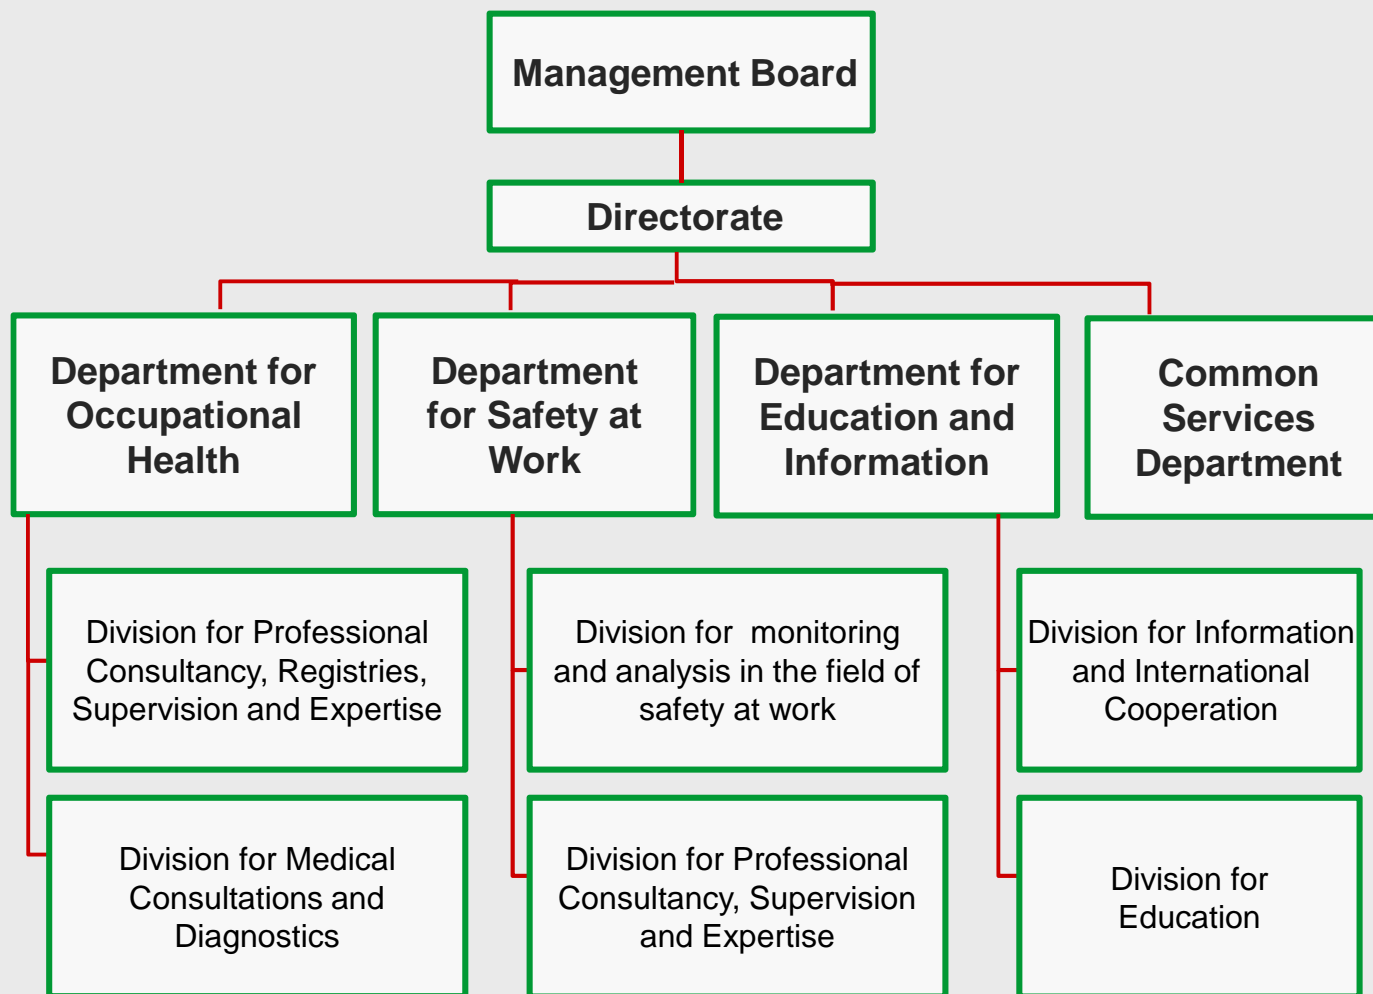 Management Board
Directorate
Department for
Occupational
Health
Department
for Safety at
Work
Department for
Education and
Information
Common
Services
Department
Division for Professional
Consultancy, Registries,
Supervision and Expertise
Division for  monitoring
and analysis in the field of
safety at work
Division for Information
and International
Cooperation
Division for Medical
Consultations and
Diagnostics
Division for Professional
Consultancy, Supervision
and Expertise
Division for
Education